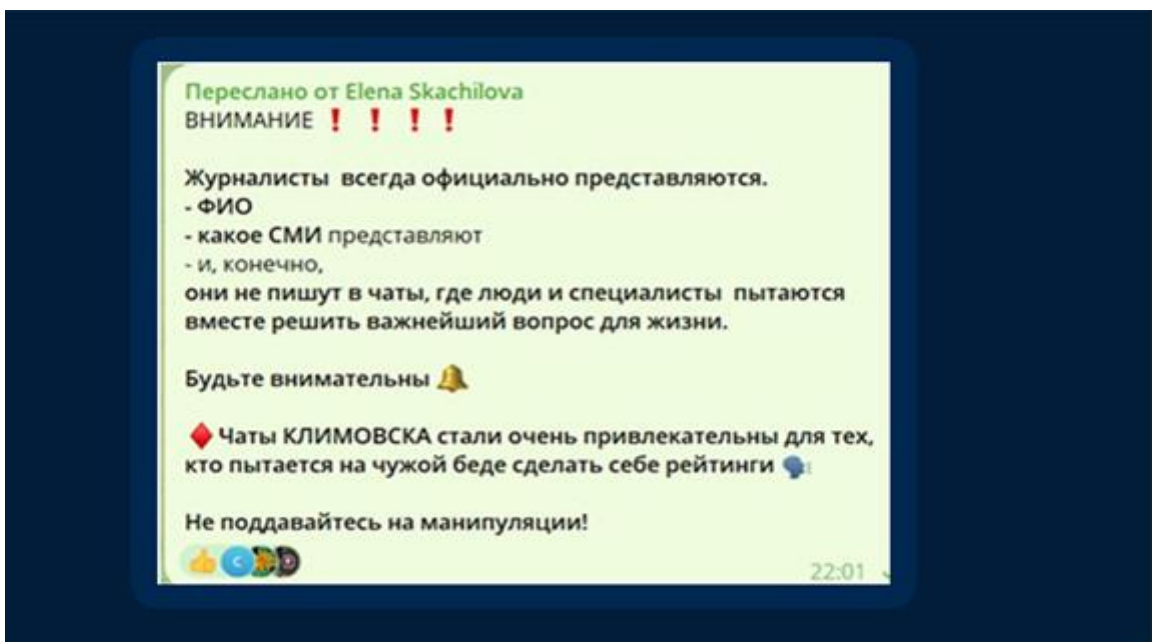 Переслано от Elena Skachilova
ВНИМАНИЕ❗❗❗❗
Журналисты всегда официально представляются.
- ФИО
- какое СМИ представляют
- и, конечно,
они не пишут в чаты, где люди и специалисты пытаются
вместе решить важнейший вопрос для жизни.
Будьте внимательны 🔔
♦️Чаты КЛИМОВСКА стали очень привлекательны для тех,
кто пытается на чужой беде сделать себе рейтинги 🗣️
Не поддавайтесь на манипуляции!
👍 C
22:01